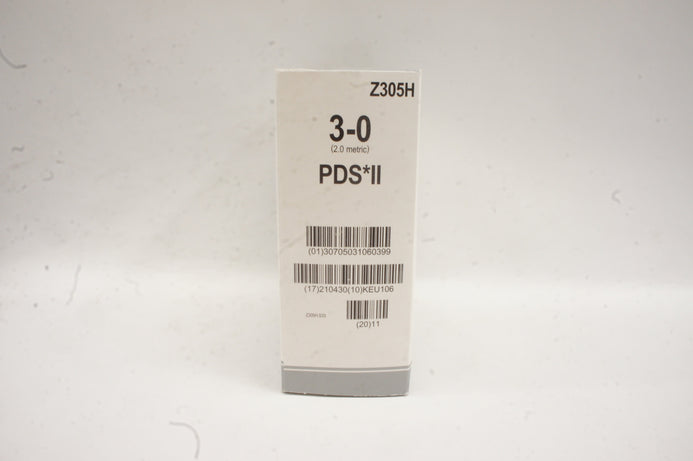 Z305H
3-0
(2.0 metric)
PDS*II
(01)30705031060399
(17)210430(10)KEU106
(20)11